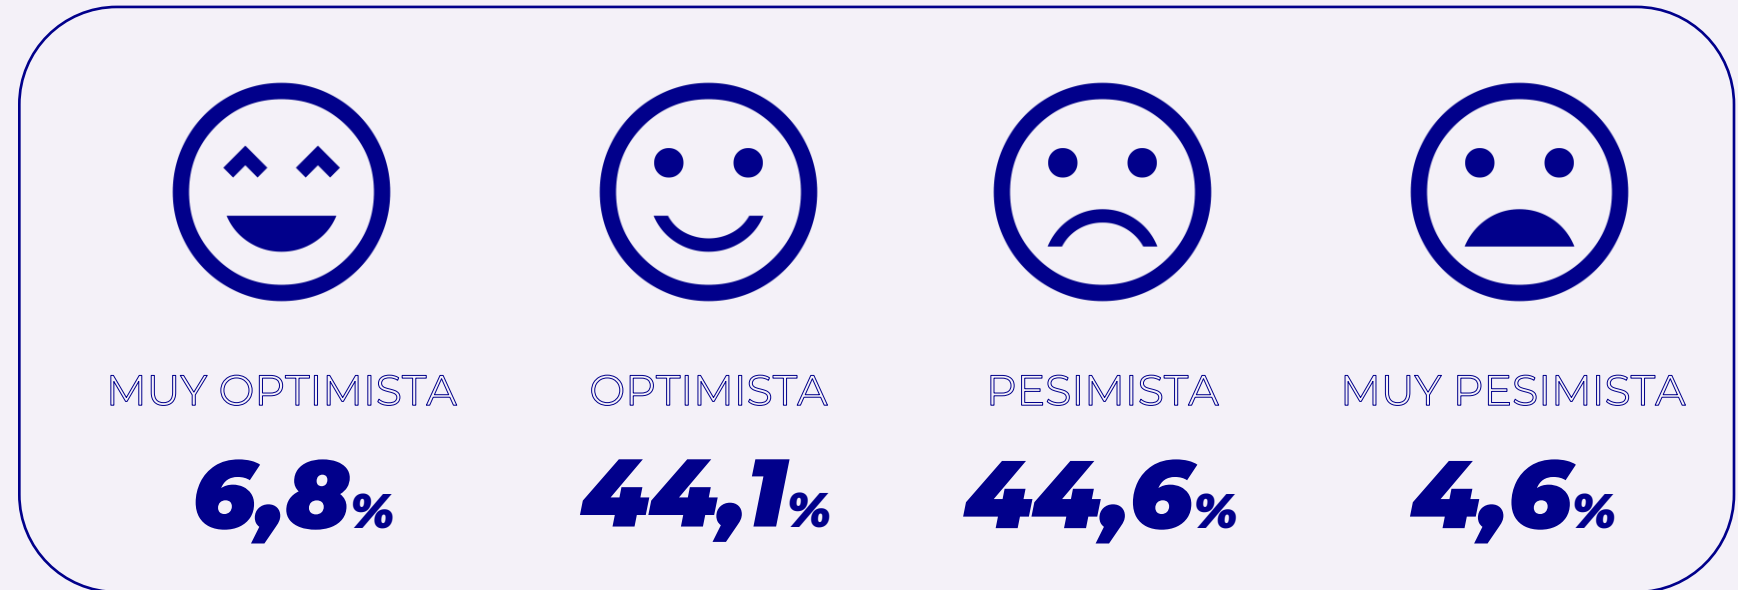 MUY OPTIMISTA OPTIMISTA PESIMISTA MUY PESIMISTA
6,8% 44,1% 44,6% 4,6%